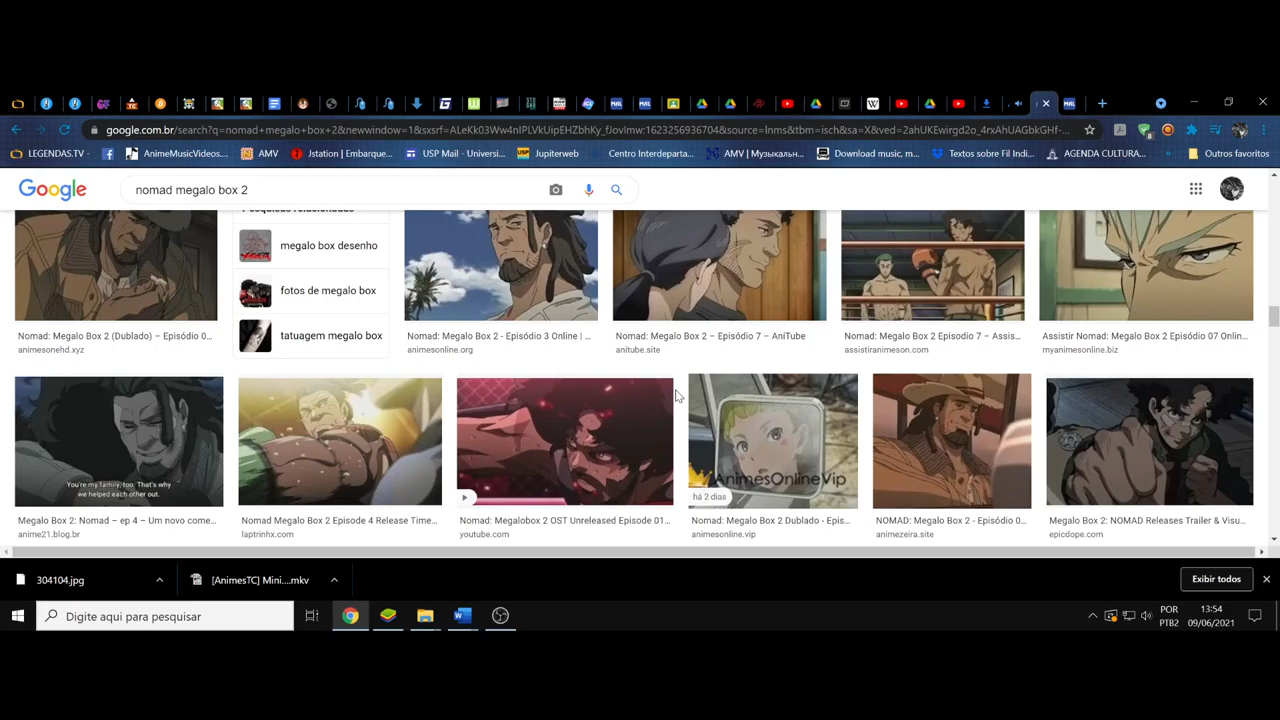 google.com.br/search?q=nomad+megalo+box+2&newwindow=1&sxsrf=ALeKk03Ww4nIPLVkUipEHZbhKy_fJovImw:1623256936704&source=lnms&tbm=isch&sa=X&ved=2ahUKEwirgd2o_4rxAhUAGbkGHf-...
LEGENDAS.TV - AnimeMusicVideos... AMV Jstation | Embarque... USP Mail - Universi... Jupiterweb Centro Interdeparta... AMV | Музыкальн... Download music, m... Textos sobre Fil Indi... AGENDA CULTURA... Outros favoritos
Google nomad megalo box 2
megalo box desenho
fotos de megalo box
tatuagem megalo box
Nomad: Megalo Box 2 (Dublado) – Episódio 0...
animesonehd.xyz
Nomad: Megalo Box 2 - Episódio 3 Online | ...
animesonline.org
Nomad: Megalo Box 2 – Episódio 7 – AniTube
anitube.site
Nomad: Megalo Box 2 Episodio 7 – Assis...
assistiranimeson.com
Assistir Nomad: Megalo Box 2 Episódio 07 Onlin...
myanimesonline.biz
You're my family, too. That's why
we helped each other out.
AnimesOnlineVip
há 2 dias
Megalo Box 2: Nomad – ep 4 – Um novo come...
anime21.blog.br
Nomad Megalo Box 2 Episode 4 Release Time...
laptrinhx.com
Nomad: Megalobox 2 OST Unreleased Episode 01...
youtube.com
Nomad: Megalo Box 2 Dublado - Epis...
animesonline.vip
NOMAD: Megalo Box 2 - Episódio 0...
animezeira.site
Megalo Box 2: NOMAD Releases Trailer & Visu...
epicdope.com
304104.jpg [AnimesTC] Mini....mkv Exibir todos
Digite aqui para pesquisar
POR 13:54
PTB2 09/06/2021